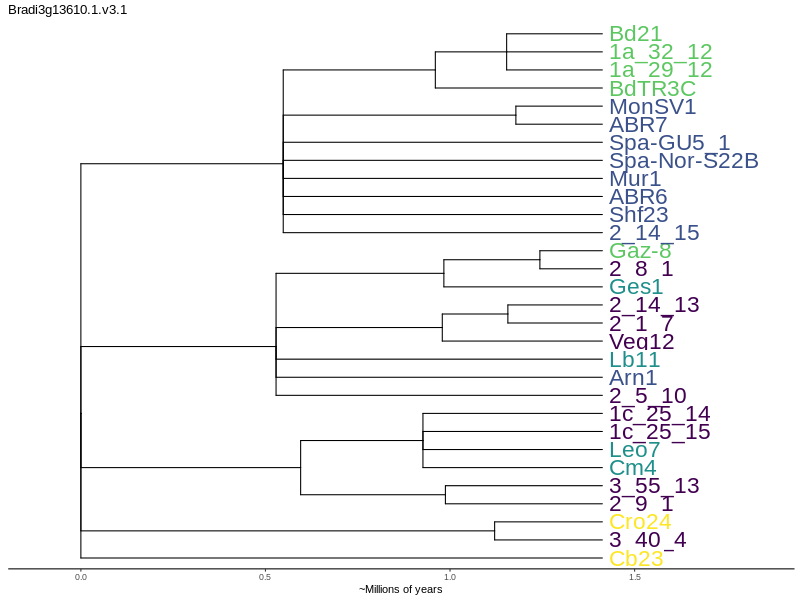 Bradi3g13610.1.v3.1
Bd21
1a_32_12
1a_29_12
BdTR3C
MonSV1
ABR7
Spa-GU5_1
Spa-Nor-S22B
Mur1
ABR6
Shf23
2_14_15
Gaz-8
2_8_1
Ges1
2_14_13
2_1_7
Veg12
Lb11
Arn1
2_5_10
1c_25_14
1c_25_15
Leo7
Cm4
3_55_13
2_9_1
Cro24
3_40_4
Cb23
0.0 0.5 1.0 1.5
~Millions of years